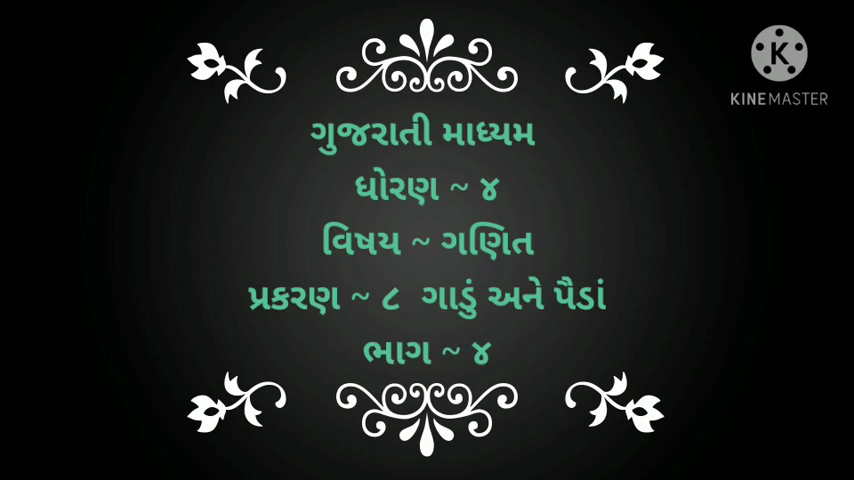 KINEMASTER
ગુજરાતી માધ્યમ
ધોરણ ~ ૪
વિષય ~ ગણિત
પ્રકરણ ~ ૮ ગાડું અને પૈડાં
ભાગ ~ ૪